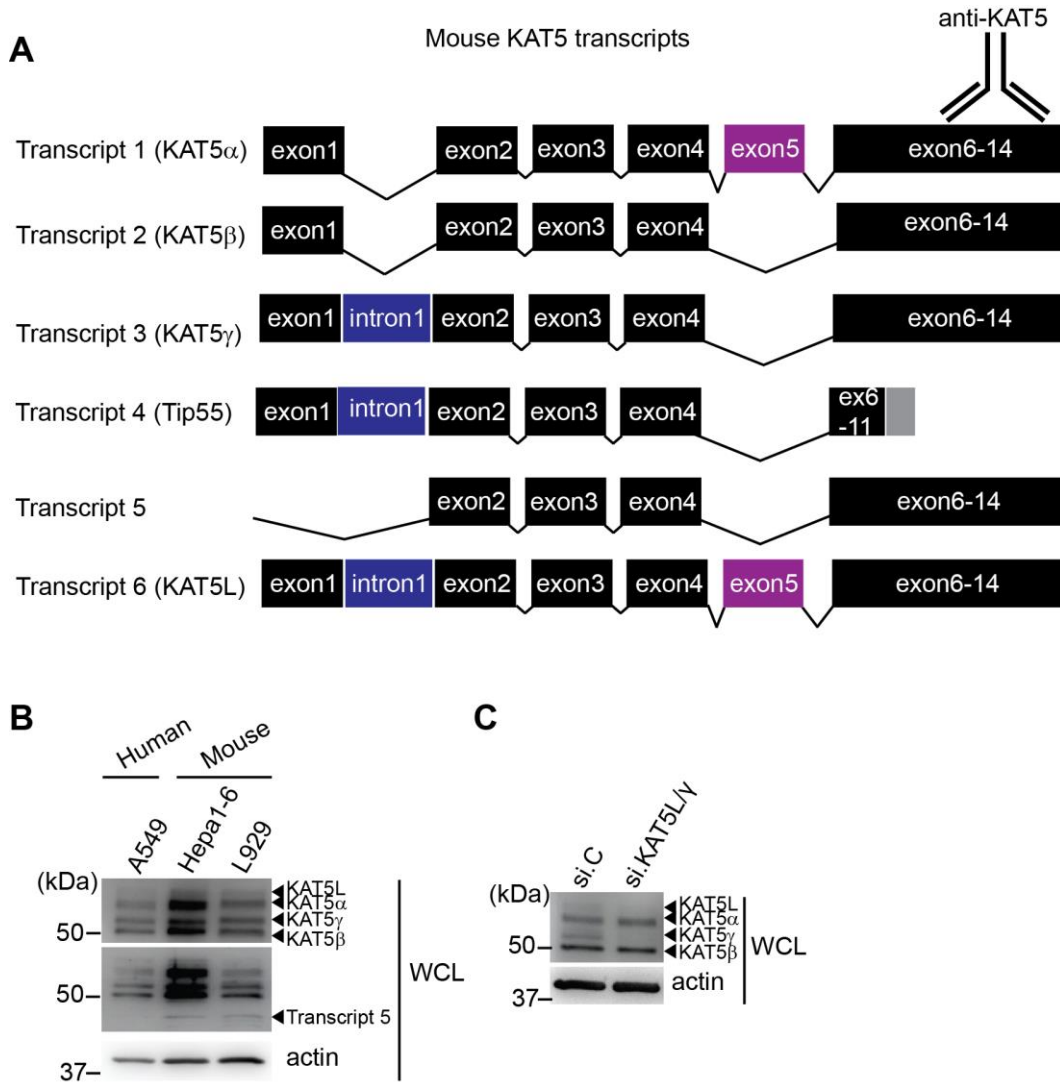 A
Mouse KAT5 transcripts
anti-KAT5
Transcript 1 (KAT5α)
exon1
exon2
exon3
exon4
exon5
exon6-14
Transcript 2 (KAT5β)
exon1
exon2
exon3
exon4
exon6-14
Transcript 3 (KAT5γ)
exon1
intron1
exon2
exon3
exon4
exon6-14
Transcript 4 (Tip55)
exon1
intron1
exon2
exon3
exon4
ex6
-11
Transcript 5
exon2
exon3
exon4
exon6-14
Transcript 6 (KAT5L)
exon1
intron1
exon2
exon3
exon4
exon5
exon6-14
B
Human
Mouse
A549
Hepa1-6
L929
(kDa)
KAT5L
KAT5α
KAT5γ
50
KAT5β
50
Transcript 5
37
actin
WCL
C
si.C
si.KAT5L/γ
(kDa)
KAT5L
KAT5α
KAT5γ
50
KAT5β
actin
37
WCL